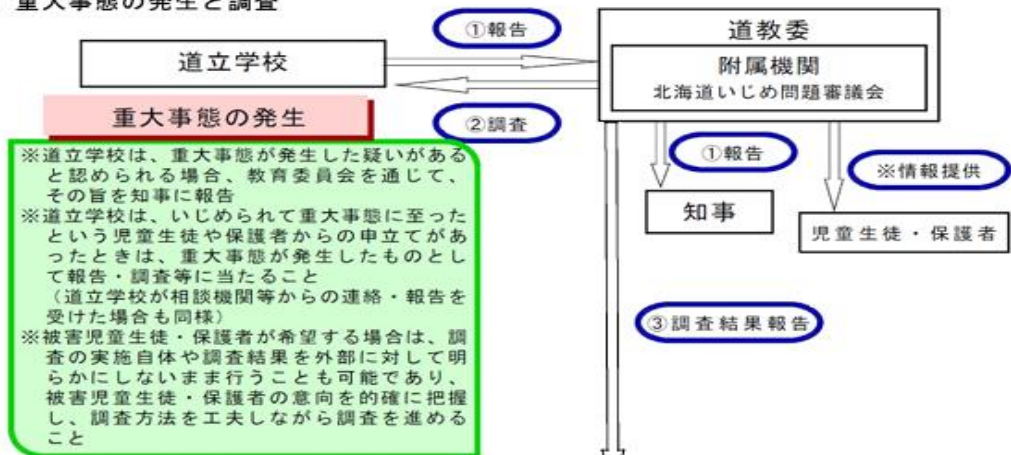 重大事態の発生と調査
①報告
道教委
道立学校
附属機関
北海道いじめ問題審議会
重大事態の発生
②調査
①報告
※情報提供
知事
児童生徒・保護者
③調査結果報告
※道立学校は、重大事態が発生した疑いがある
と認められる場合、教育委員会を通じて、
その旨を知事に報告
※道立学校は、いじめられて重大事態に至った
という児童生徒や保護者からの申立てがあ
ったときは、重大事態が発生したものとし
て報告・調査等に当たること
（道立学校が相談機関等からの連絡・報告を
受けた場合も同様）
※被害児童生徒・保護者が希望する場合は、調
査の実施自体や調査結果を外部に対して明
らかにしないまま行うことも可能であり、
被害児童生徒・保護者の意向を的確に把握
し、調査方法を工夫しながら調査を進める
こと